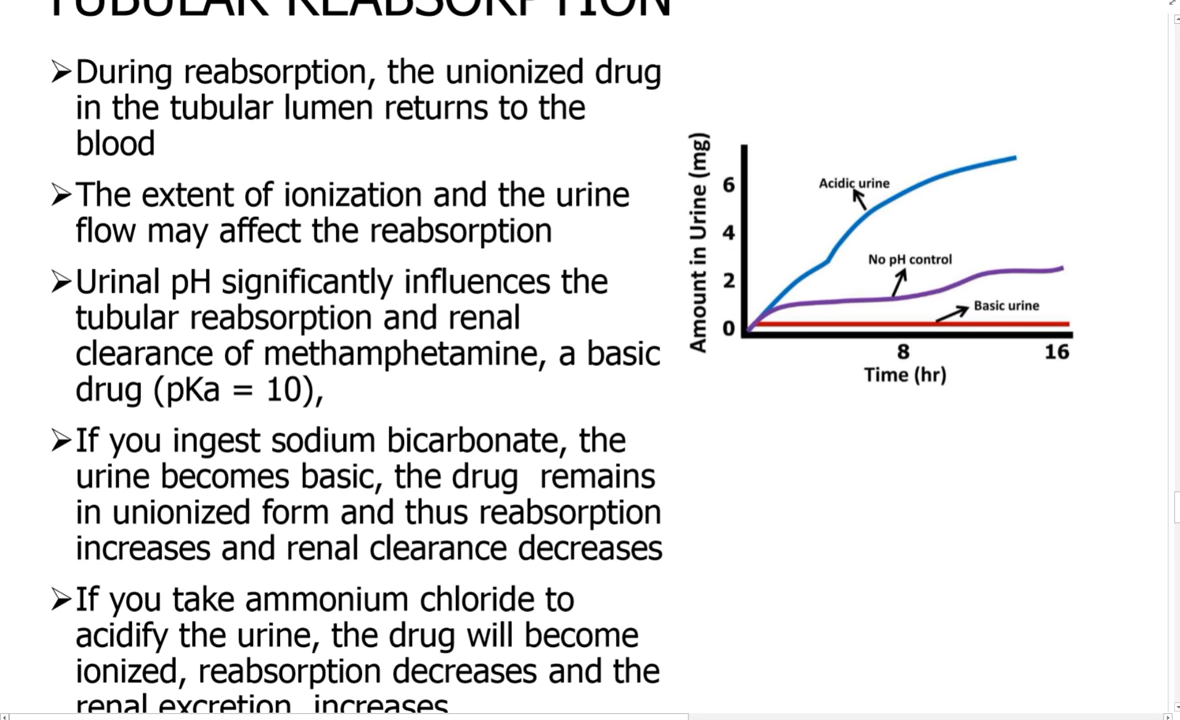 TUBULAR REABSORPTION
➢During reabsorption, the unionized drug
in the tubular lumen returns to the
blood
➢The extent of ionization and the urine
flow may affect the reabsorption
➢Urinal pH significantly influences the
tubular reabsorption and renal
clearance of methamphetamine, a basic
drug (pKa = 10),
➢If you ingest sodium bicarbonate, the
urine becomes basic, the drug remains
in unionized form and thus reabsorption
increases and renal clearance decreases
➢If you take ammonium chloride to
acidify the urine, the drug will become
ionized, reabsorption decreases and the
renal excretion increases
Amount in Urine (mg)
6
4
2
0
Acidic urine
No pH control
Basic urine
8
16
Time (hr)